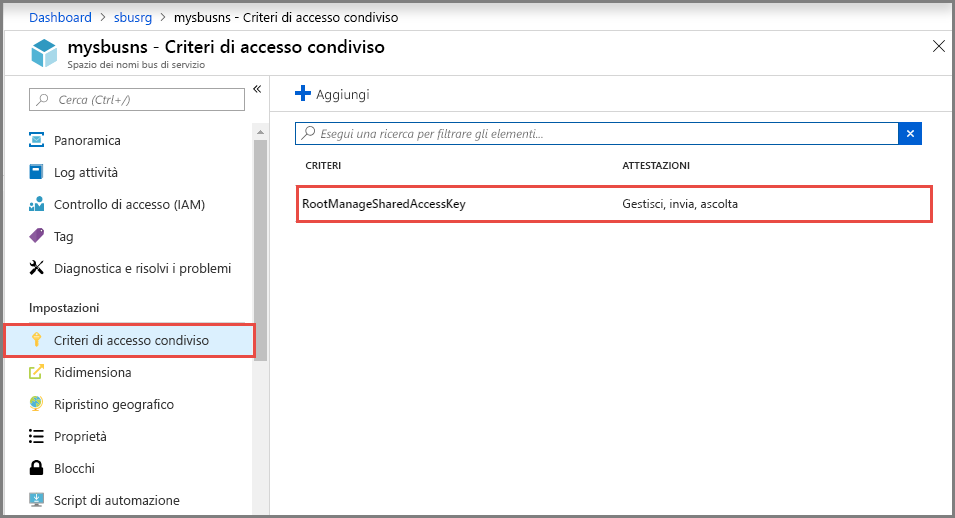 Dashboard > sbusrg > mysbusns - Criteri di accesso condiviso
mysbusns - Criteri di accesso condiviso
Spazio dei nomi bus di servizio
Cerca (Ctrl+/)
Panoramica
Log attività
Controllo di accesso (IAM)
Tag
Diagnostica e risolvi i problemi
Impostazioni
Criteri di accesso condiviso
Ridimensiona
Ripristino geografico
Proprietà
Blocchi
Script di automazione
Aggiungi
Esegui una ricerca per filtrare gli elementi...
CRITERI ATTESTAZIONI
RootManageSharedAccessKey Gestisci, invia, ascolta